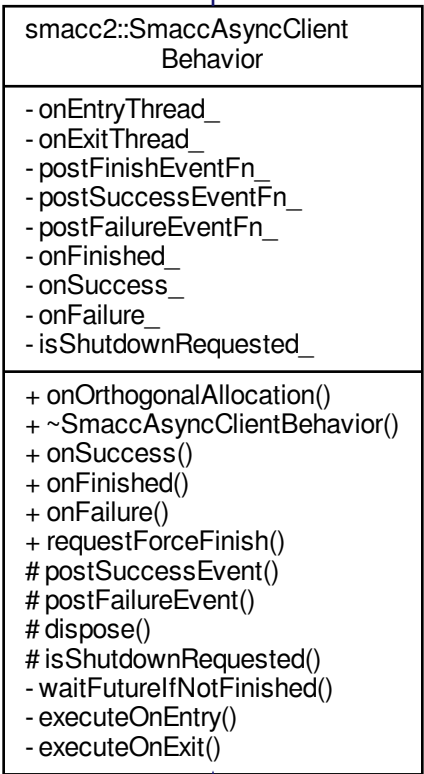 smacc2::SmaccAsyncClient
Behavior
- onEntryThread_
- onExitThread_
- postFinishEventFn_
- postSuccessEventFn_
- postFailureEventFn_
- onFinished_
- onSuccess_
- onFailure_
- isShutdownRequested_
+ onOrthogonalAllocation()
+ ~SmaccAsyncClientBehavior()
+ onSuccess()
+ onFinished()
+ onFailure()
+ requestForceFinish()
# postSuccessEvent()
# postFailureEvent()
# dispose()
# isShutdownRequested()
- waitFutureIfNotFinished()
- executeOnEntry()
- executeOnExit()